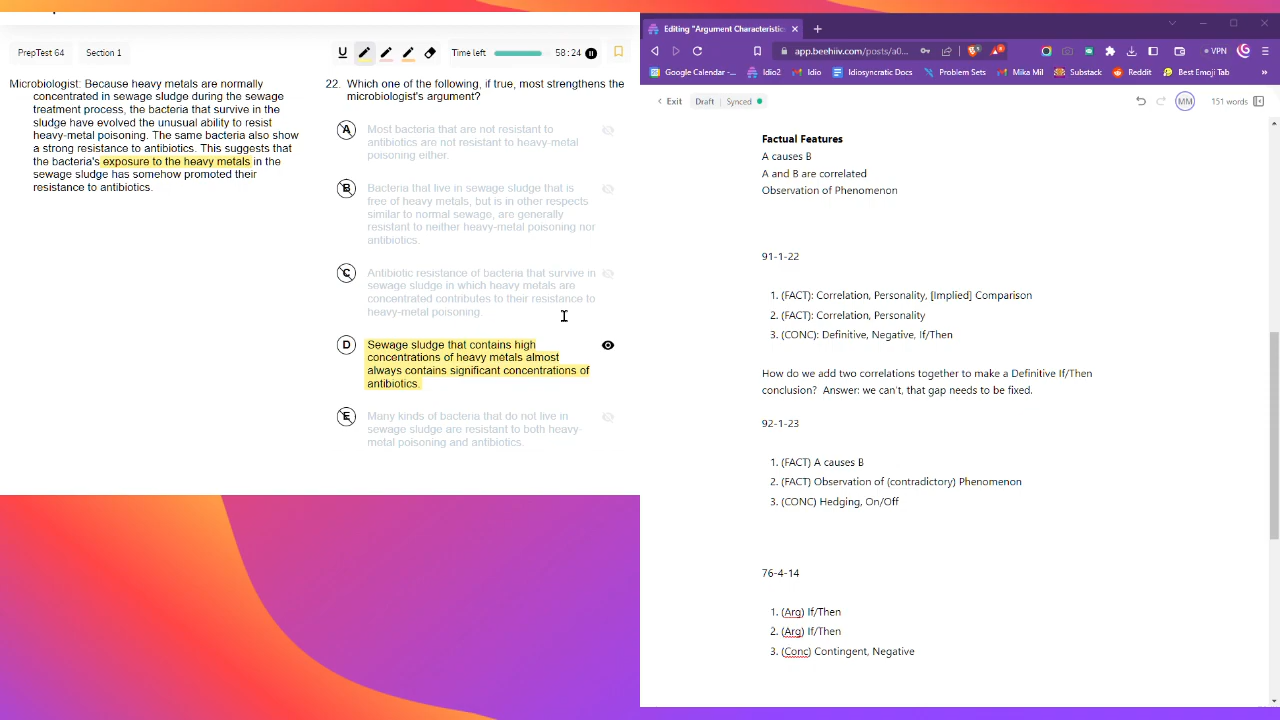 PrepTest 64
Section 1
Time left
58:24
Microbiologist: Because heavy metals are normally
concentrated in sewage sludge during the sewage
treatment process, the bacteria that survive in the
sludge have evolved the unusual ability to resist
heavy-metal poisoning. The same bacteria also show
a strong resistance to antibiotics. This suggests that
the bacteria's exposure to the heavy metals in the
sewage sludge has somehow promoted their
resistance to antibiotics.
22. Which one of the following, if true, most strengthens the
microbiologist's argument?
A
Most bacteria that are not resistant to
antibiotics are not resistant to heavy-metal
poisoning either.
B
Bacteria that live in sewage sludge that is
free of heavy metals, but is in other respects
similar to normal sewage, are generally
resistant to neither heavy-metal poisoning nor
antibiotics.
C
Antibiotic resistance of bacteria that survive in
sewage sludge in which heavy metals are
concentrated contributes to their resistance to
heavy-metal poisoning.
D
Sewage sludge that contains high
concentrations of heavy metals almost
always contains significant concentrations of
antibiotics.
E
Many kinds of bacteria that do not live in
sewage sludge are resistant to both heavy-
metal poisoning and antibiotics.
Editing "Argument Characteristics
app.beehiiv.com/posts/a0...
VPN
Google Calendar -...
Idio2
Idio
Idiosyncratic Docs
Problem Sets
Mika Mil
Substack
Reddit
Best Emoji Tab
Exit
Draft
Synced
MM
151 words
Factual Features
A causes B
A and B are correlated
Observation of Phenomenon
91-1-22
1. (FACT): Correlation, Personality, [Implied] Comparison
2. (FACT): Correlation, Personality
3. (CONC): Definitive, Negative, If/Then
How do we add two correlations together to make a Definitive If/Then
conclusion? Answer: we can't, that gap needs to be fixed.
92-1-23
1. (FACT) A causes B
2. (FACT) Observation of (contradictory) Phenomenon
3. (CONC) Hedging, On/Off
76-4-14
1. (Arg) If/Then
2. (Arg) If/Then
3. (Conc) Contingent, Negative